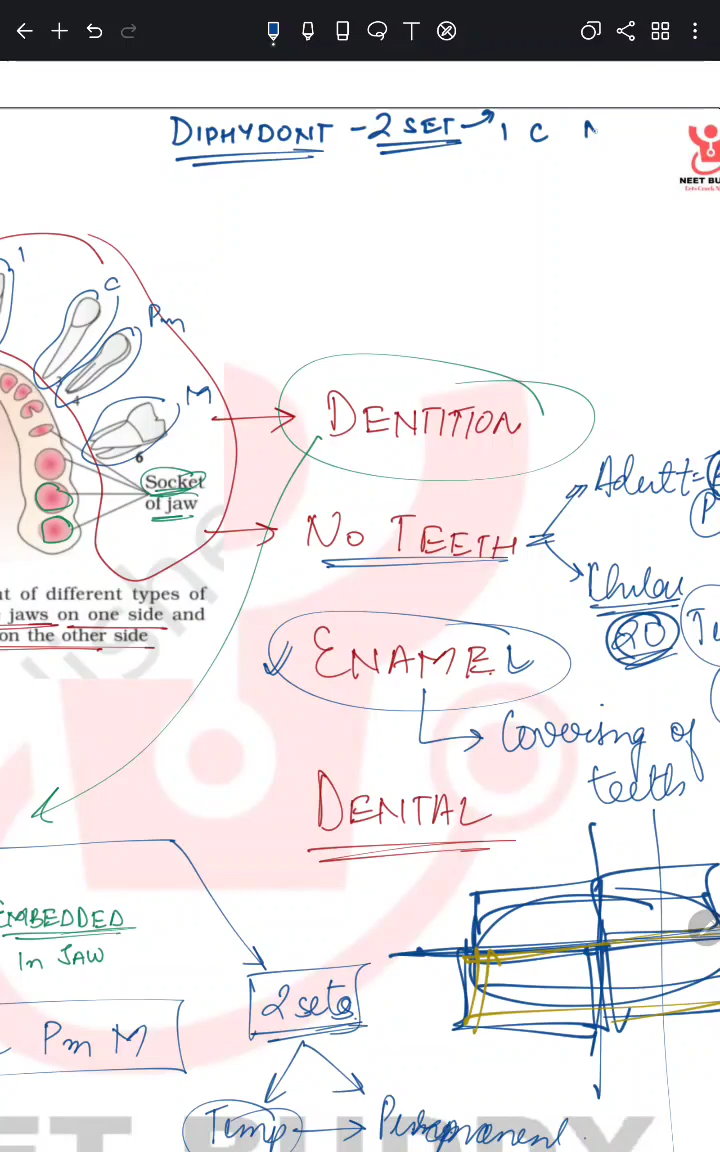 DIPHYDONT - 2 SET → I C
NEET BU
I
C
Pm
M
DENTITION
6
Socket
of jaw
Adult =
P
NO TEETH
nt of different types of
jaws on one side and
on the other side
20
ENAMEL
Covering of
teeth
DENTAL
EMBEDDED
In JAW
2 sets
Pm M
Temp → Permanent